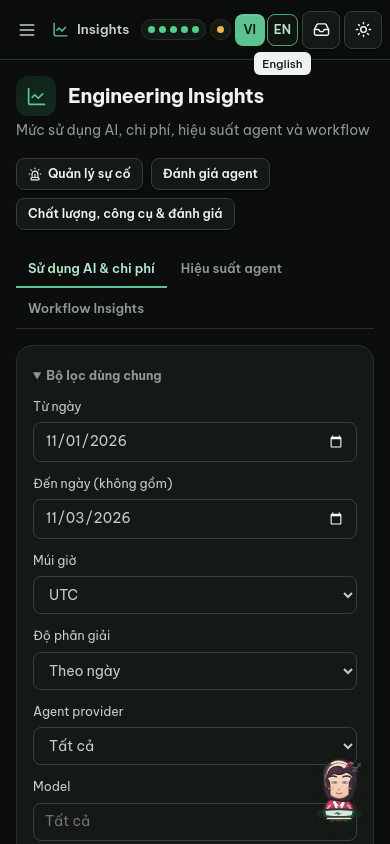 Insights
VI
EN
English
Engineering Insights
Mức sử dụng AI, chi phí, hiệu suất agent và workflow
Quản lý sự cố
Đánh giá agent
Chất lượng, công cụ & đánh giá
Sử dụng AI & chi phí
Hiệu suất agent
Workflow Insights
▼ Bộ lọc dùng chung
Từ ngày
11/01/2026
Đến ngày (không gồm)
11/03/2026
Múi giờ
UTC
Độ phân giải
Theo ngày
Agent provider
Tất cả
Model
Tất cả